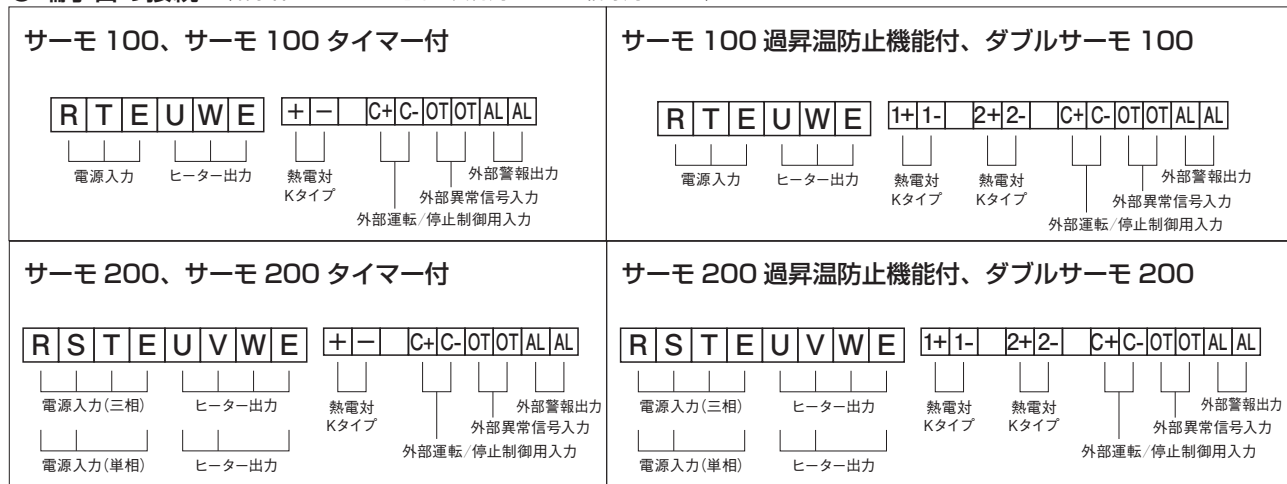 サーモ 100、サーモ 100 タイマー付
R T E U W E
+ − C+ C- OT OT AL AL
電源入力
ヒーター出力
熱電対
Kタイプ
外部警報出力
外部異常信号入力
外部運転/停止制御用入力
サーモ 100 過昇温防止機能付、ダブルサーモ 100
R T E U W E
1+ 1- 2+ 2- C+ C- OT OT AL AL
電源入力
ヒーター出力
熱電対
Kタイプ
熱電対
Kタイプ
外部警報出力
外部異常信号入力
外部運転/停止制御用入力
サーモ 200、サーモ 200 タイマー付
R S T E U V W E
+ − C+ C- OT OT AL AL
電源入力(三相)
ヒーター出力
熱電対
Kタイプ
外部警報出力
外部異常信号入力
外部運転/停止制御用入力
電源入力(単相)
ヒーター出力
サーモ 200 過昇温防止機能付、ダブルサーモ 200
R S T E U V W E
1+ 1- 2+ 2- C+ C- OT OT AL AL
電源入力(三相)
ヒーター出力
熱電対
Kタイプ
熱電対
Kタイプ
外部警報出力
外部異常信号入力
外部運転/停止制御用入力
電源入力(単相)
ヒーター出力